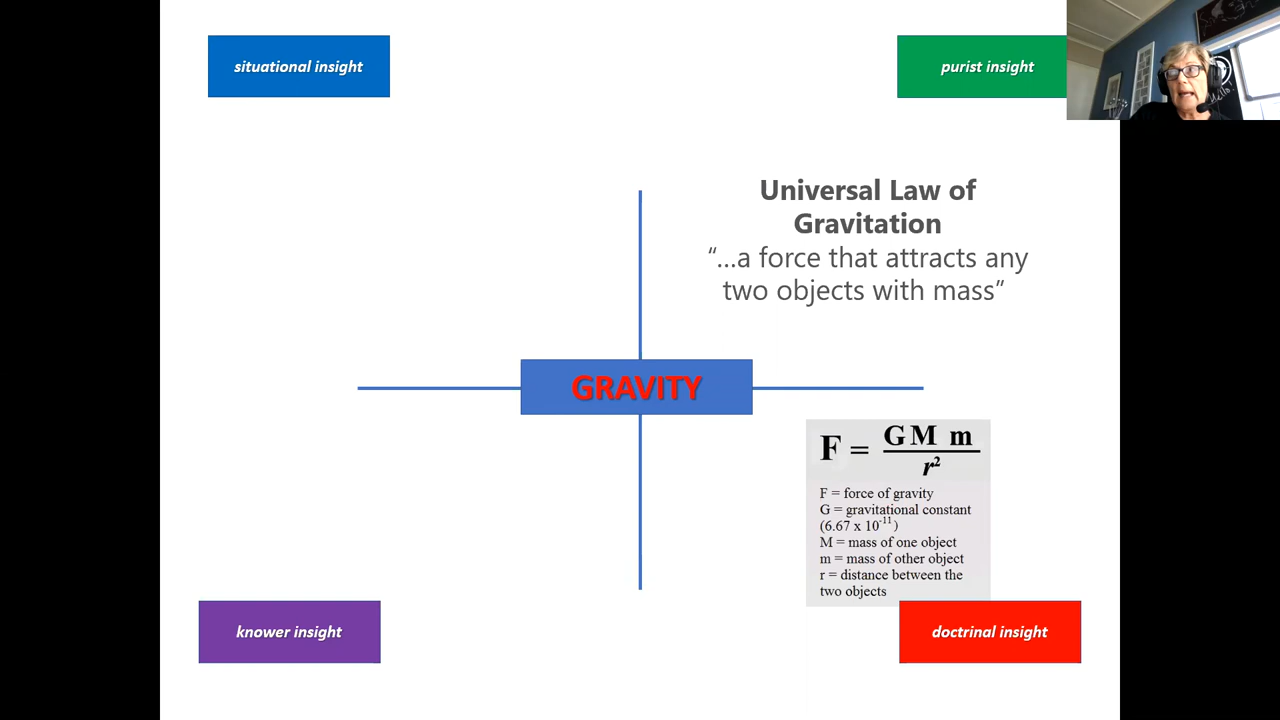 situational insight
purist insight
Hello!
Universal Law of
Gravitation
“...a force that attracts any
two objects with mass”
GRAVITY
F = GM m
r²
F = force of gravity
G = gravitational constant
(6.67 x 10⁻¹¹)
M = mass of one object
m = mass of other object
r = distance between the
two objects
knower insight
doctrinal insight